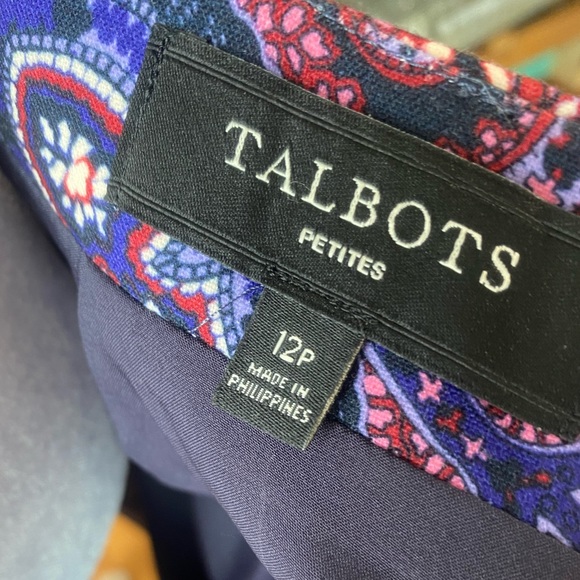 TALBOTS
PETITES
12P
MADE IN
PHILIPPINES